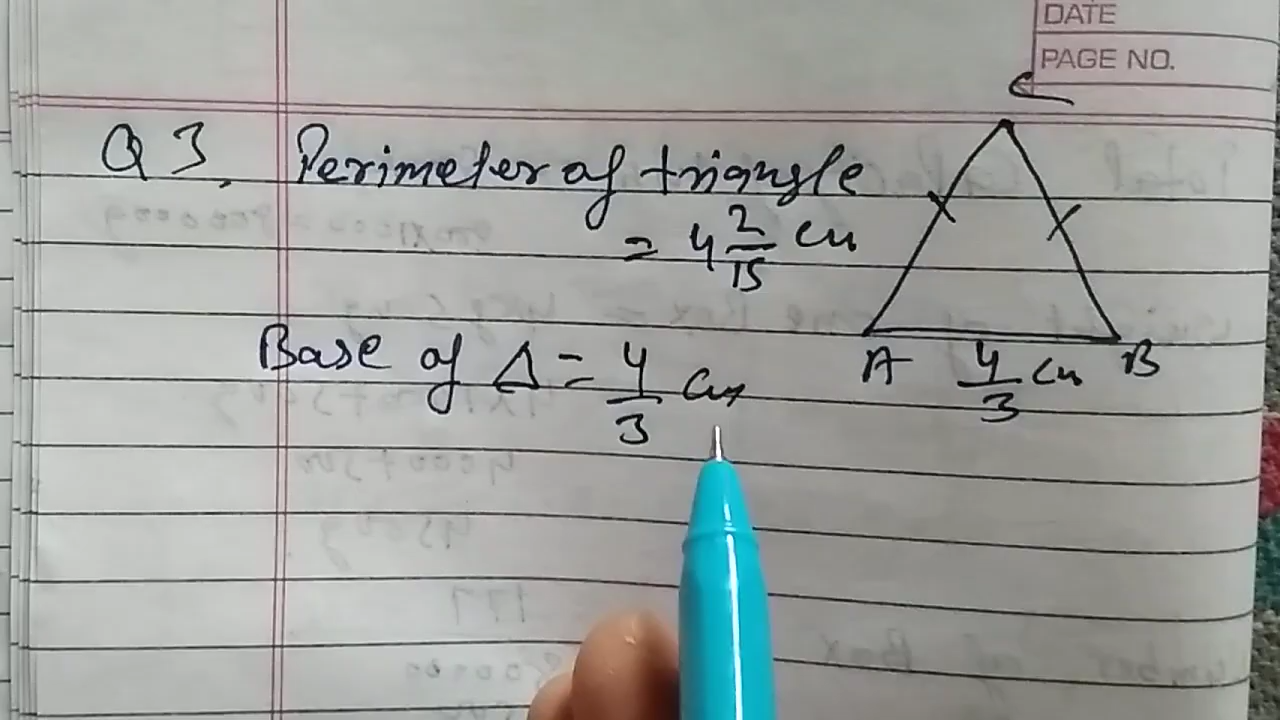 DATE
PAGE NO.
C
Q 3. Perimeter of triangle
= 4 2/15 cm
Base of Δ = 4/3 cm
A 4/3 cm B